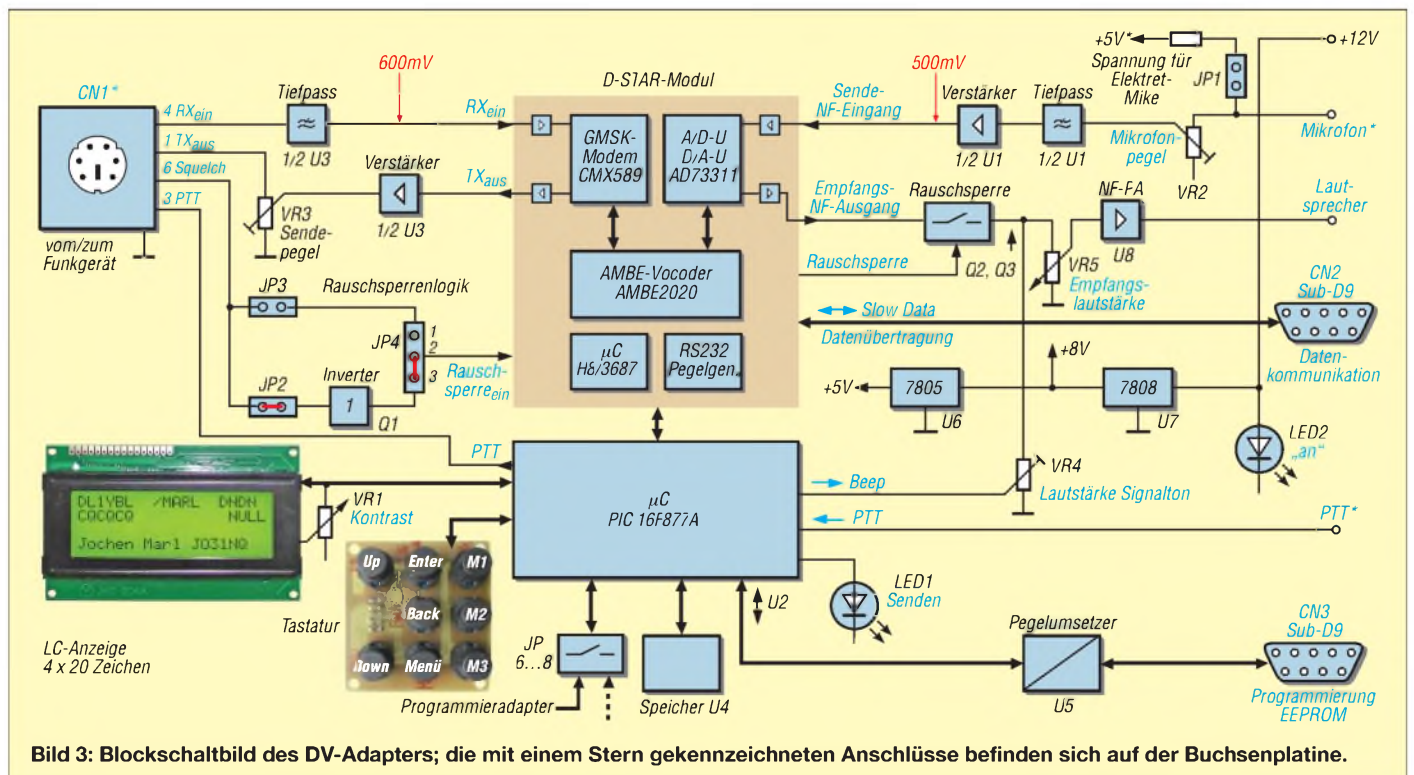 CN1*
4 RXein
1 TXaus
6 Squelch
3 PTT
vom/zum
Funkgerät
Tiefpass
1/2 U3
600mV
RXein
VR3
Sende-
pegel
Verstärker
1/2 U3
TXaus
D-STAR-Modul
GMSK-
Modem
CMX589
A/D-U
D/A-U
AD73311
AMBE-Vocoder
AMBE2020
µC
H8/3687
RS232
Pegelgen.
500mV
Sende-
NF-Eingang
Verstärker
1/2 U1
Tiefpass
1/2 U1
+5V*
Spannung für
Elektret-
Mike
JP1
+12V
Mikrofon*
Mikrofon-
pegel
VR2
Empfangs-
NF-Ausgang
Rauschsperre
Q2, Q3
Rauschsperre
NF-PA
U8
Laut-
sprecher
VR5
Empfangs-
lautstärke
CN2
Sub-D9
Slow Data
Datenübertragung
Daten-
kommunikation
JP3
Rauschsperrenlogik
JP4
1
2
3
JP2
Inverter
1
Q1
Rausch-
sperreein
+5V
7805
U6
+8V
7808
U7
LED2
„an“
PTT
VR1
Kontrast
DL1YBL /MARL DHDN
CQCQCQ NULL
Jochen Marl JO31NQ
LC-Anzeige
4 x 20 Zeichen
Tastatur
Up
Enter
M1
Back
M2
Down
Menü
M3
µC
PIC 16F877A
Beep
VR4
Lautstärke Signalton
PTT
PTT*
U2
LED1
Senden
JP
6...8
Programmieradapter
Speicher U4
Pegelumsetzer
U5
CN3
Sub-D9
Programmierung
EEPROM
Bild 3: Blockschaltbild des DV-Adapters; die mit einem Stern gekennzeichneten Anschlüsse befinden sich auf der Buchsenplatine.